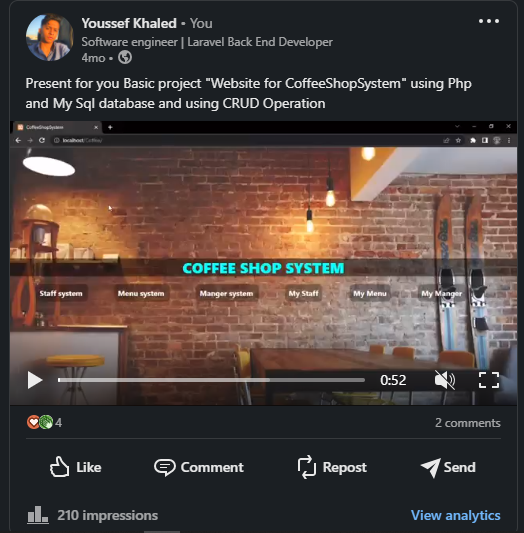 Youssef Khaled • You
Software engineer | Laravel Back End Developer
4mo •
Present for you Basic project "Website for CoffeeShopSystem" using Php
and My Sql database and using CRUD Operation
CoffeeShopSystem
localhost/Coffee/
COFFEE SHOP SYSTEM
Staff system Menu system Manger system My Staff My Menu My Manger
0:52
4 2 comments
Like Comment Repost Send
210 impressions View analytics